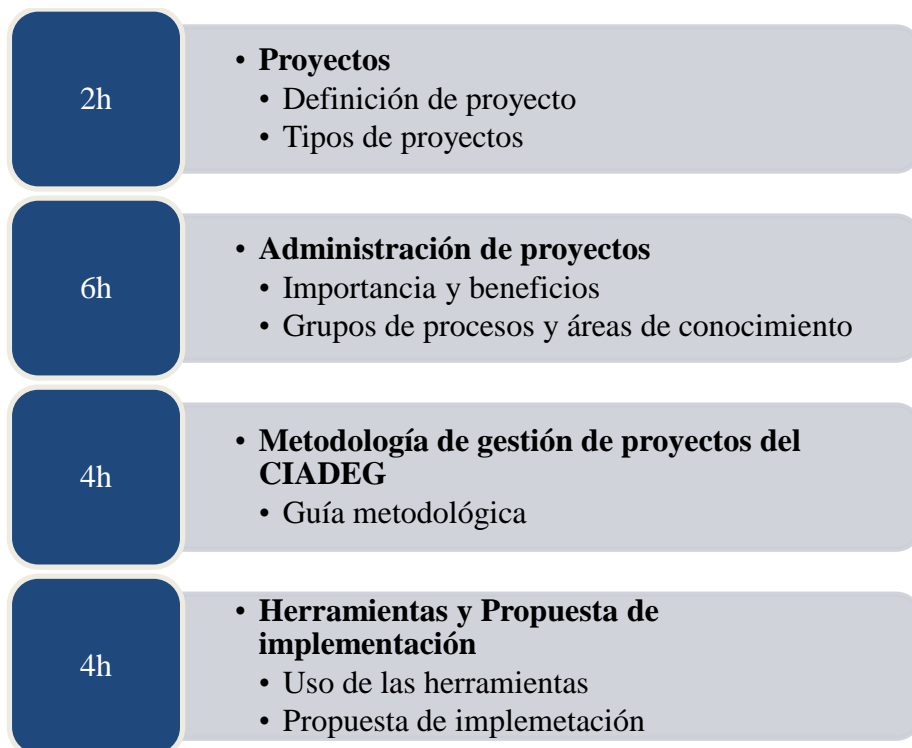 2h
• Proyectos
• Definición de proyecto
• Tipos de proyectos
6h
• Administración de proyectos
• Importancia y beneficios
• Grupos de procesos y áreas de conocimiento
4h
• Metodología de gestión de proyectos del
CIADEG
• Guía metodológica
4h
• Herramientas y Propuesta de
implementación
• Uso de las herramientas
• Propuesta de implemetación